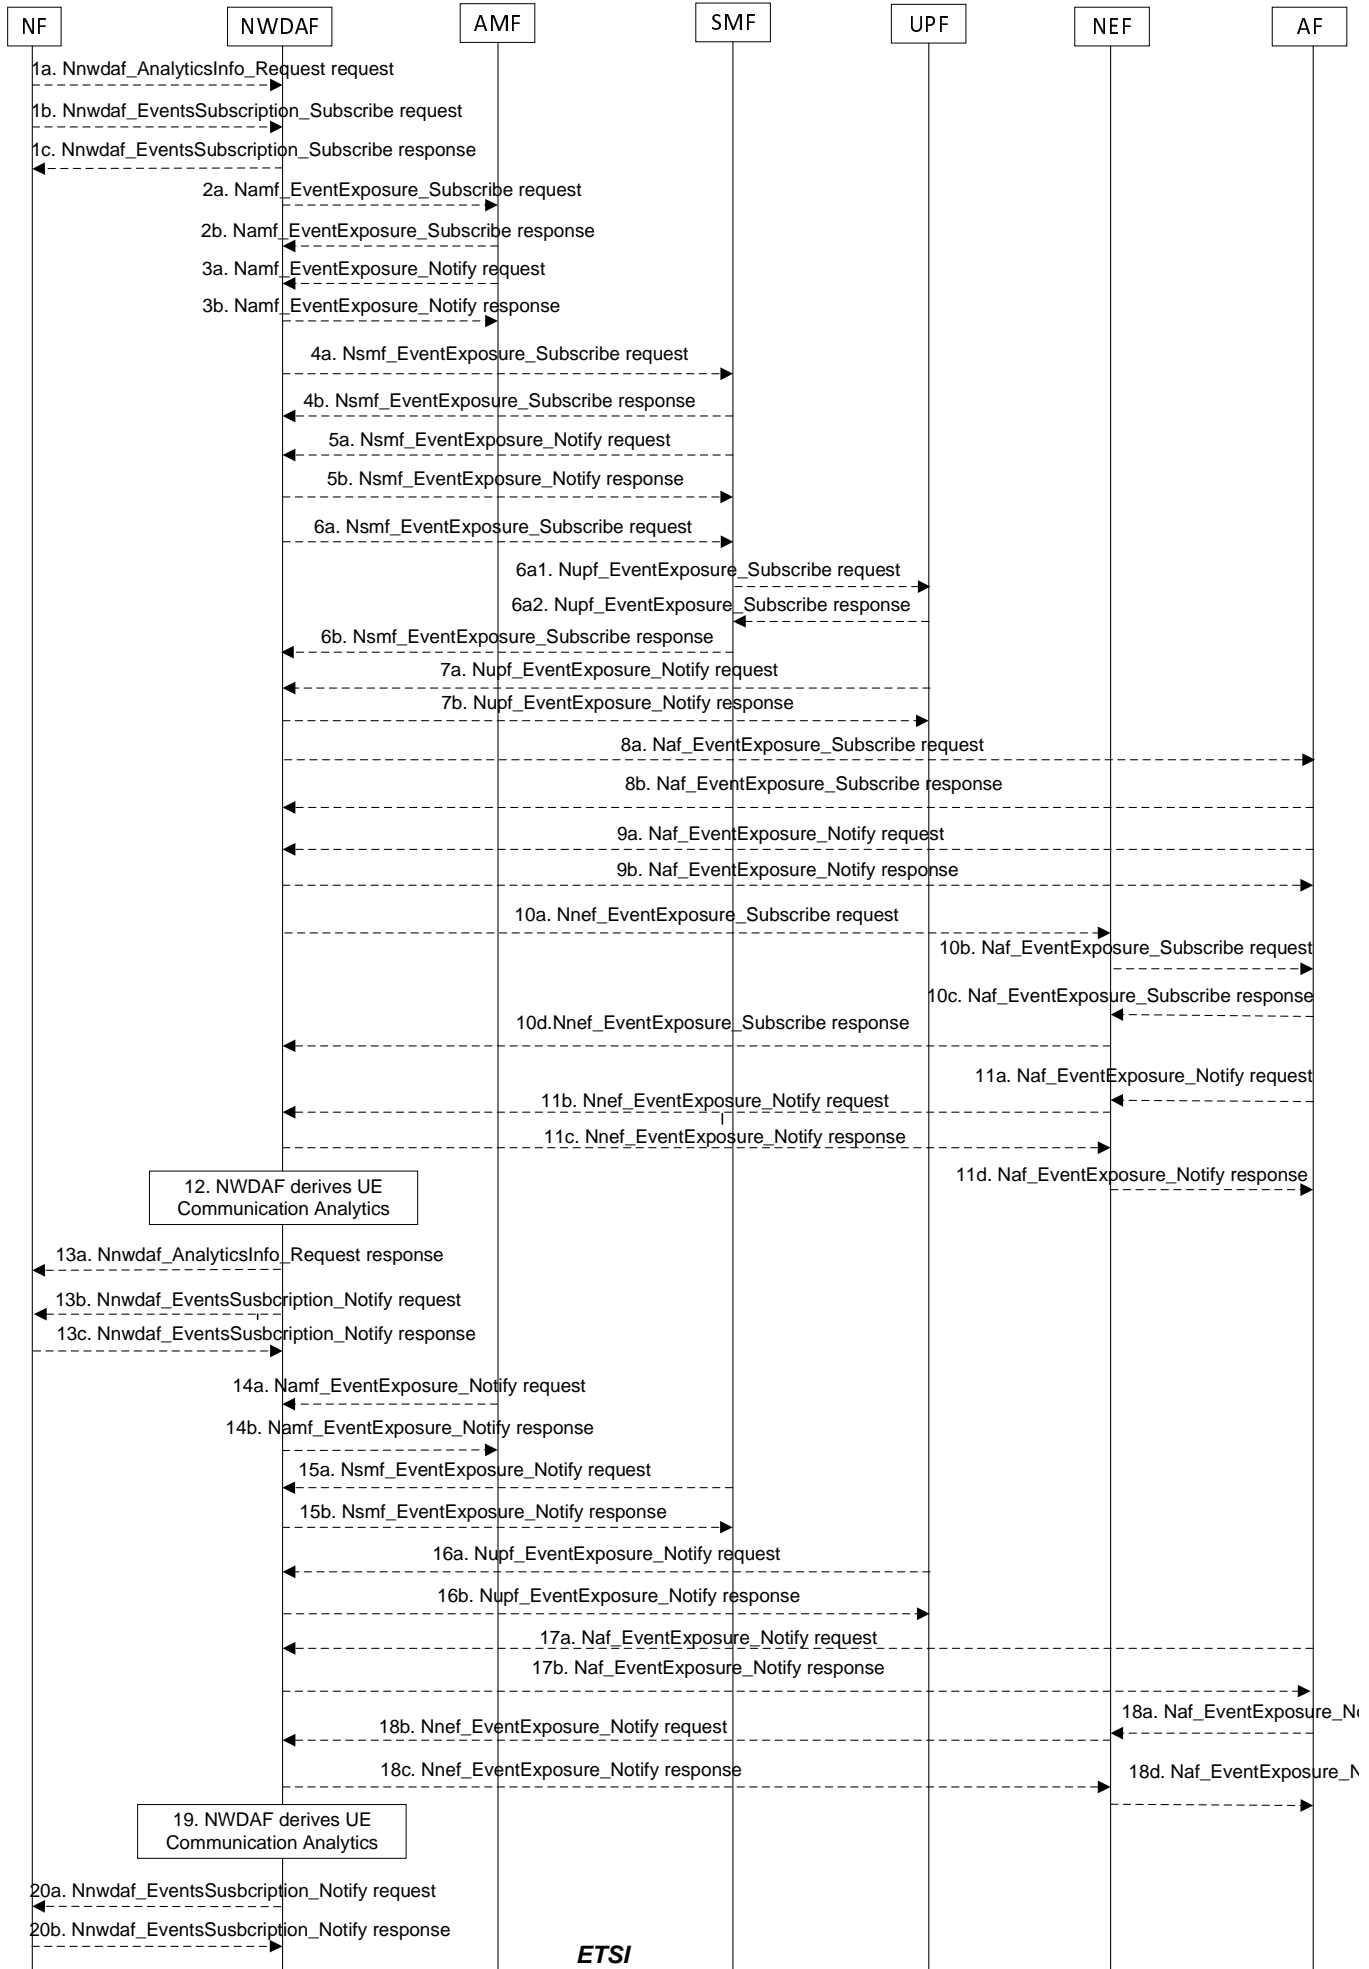 NF NWDAF AMF SMF UPF NEF AF
1a. Nnwdaf_AnalyticsInfo_Request request
1b. Nnwdaf_EventsSubscription_Subscribe request
1c. Nnwdaf_EventsSubscription_Subscribe response
2a. Namf_EventExposure_Subscribe request
2b. Namf_EventExposure_Subscribe response
3a. Namf_EventExposure_Notify request
3b. Namf_EventExposure_Notify response
4a. Nsmf_EventExposure_Subscribe request
4b. Nsmf_EventExposure_Subscribe response
5a. Nsmf_EventExposure_Notify request
5b. Nsmf_EventExposure_Notify response
6a. Nsmf_EventExposure_Subscribe request
6a1. Nupf_EventExposure_Subscribe request
6a2. Nupf_EventExposure_Subscribe response
6b. Nsmf_EventExposure_Subscribe response
7a. Nupf_EventExposure_Notify request
7b. Nupf_EventExposure_Notify response
8a. Naf_EventExposure_Subscribe request
8b. Naf_EventExposure_Subscribe response
9a. Naf_EventExposure_Notify request
9b. Naf_EventExposure_Notify response
10a. Nnef_EventExposure_Subscribe request
10b. Naf_EventExposure_Subscribe request
10c. Naf_EventExposure_Subscribe response
10d.Nnef_EventExposure_Subscribe response
11a. Naf_EventExposure_Notify request
11b. Nnef_EventExposure_Notify request
11c. Nnef_EventExposure_Notify response
11d. Naf_EventExposure_Notify response
12. NWDAF derives UE
Communication Analytics
13a. Nnwdaf_AnalyticsInfo_Request response
13b. Nnwdaf_EventsSusbcription_Notify request
13c. Nnwdaf_EventsSusbcription_Notify response
14a. Namf_EventExposure_Notify request
14b. Namf_EventExposure_Notify response
15a. Nsmf_EventExposure_Notify request
15b. Nsmf_EventExposure_Notify response
16a. Nupf_EventExposure_Notify request
16b. Nupf_EventExposure_Notify response
17a. Naf_EventExposure_Notify request
17b. Naf_EventExposure_Notify response
18a. Naf_EventExposure_No
18b. Nnef_EventExposure_Notify request
18c. Nnef_EventExposure_Notify response
18d. Naf_EventExposure_N
19. NWDAF derives UE
Communication Analytics
20a. Nnwdaf_EventsSusbcription_Notify request
20b. Nnwdaf_EventsSusbcription_Notify response
ETSI